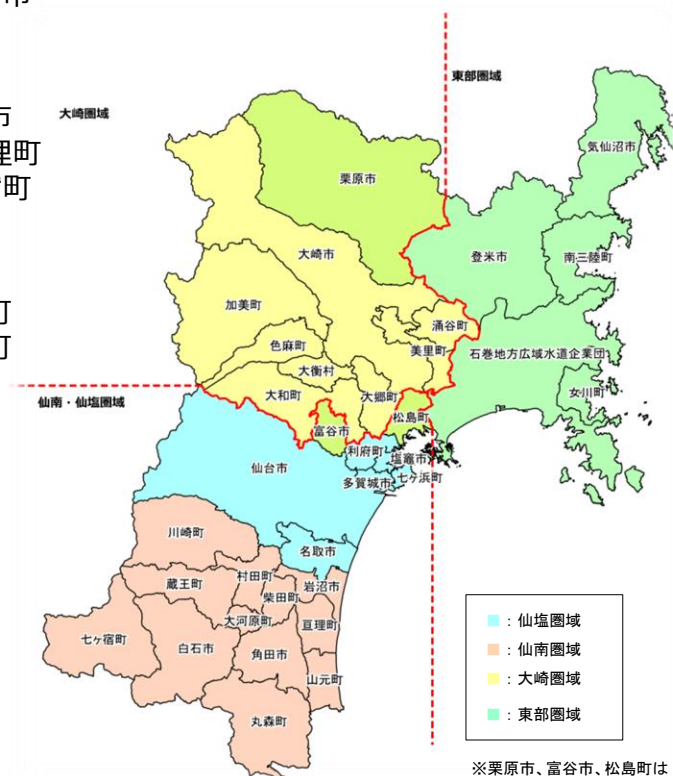 市
市
理町
町
町
町
東部圏域
大崎圏域
気仙沼市
栗原市
登米市
南三陸町
大崎市
加美町
涌谷町
色麻町
美里町
石巻地方広域水道企業団
大衡村
女川町
大和町
大郷町
仙南・仙塩圏域
松島町
富谷市
利府町
塩竈市
仙台市
多賀城市
七ヶ浜町
川崎町
名取市
村田町
岩沼市
蔵王町
柴田町
大河原町
亘理町
七ヶ宿町
白石市
角田市
山元町
丸森町
：仙塩圏域
：仙南圏域
：大崎圏域
：東部圏域
※栗原市、富谷市、松島町は